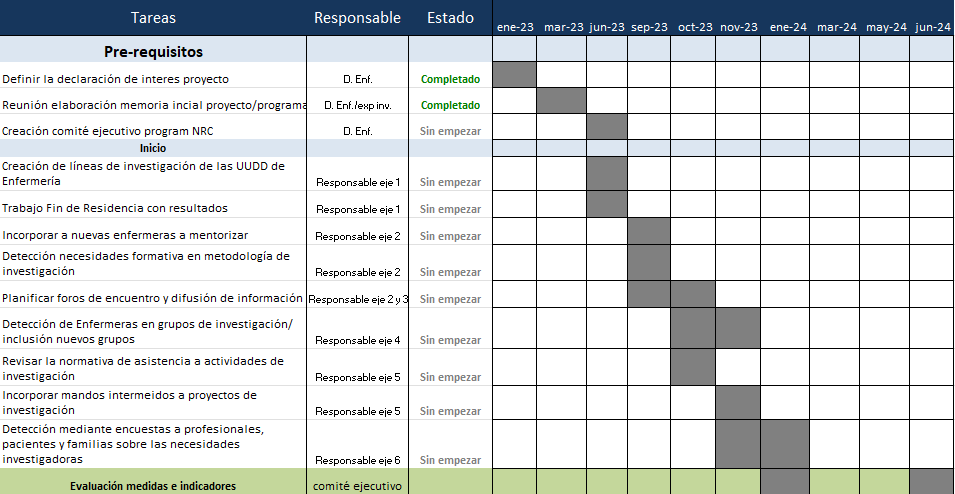 Tareas Responsable Estado ene-23 mar-23 jun-23 sep-23 oct-23 nov-23 ene-24 mar-24 may-24 jun-24
Pre-requisitos
Definir la declaración de interes proyecto D. Enf. Completado
Reunión elaboración memoria incial proyecto/programa D. Enf./exp inv. Completado
Creación comité ejecutivo program NRC D. Enf. Sin empezar
Inicio
Creación de líneas de investigación de las UUDD de
Enfermería Responsable eje 1 Sin empezar
Trabajo Fin de Residencia con resultados Responsable eje 1 Sin empezar
Incorporar a nuevas enfermeras a mentorizar Responsable eje 2 Sin empezar
Detección necesidades formativa en metodología de
investigación Responsable eje 2 Sin empezar
Planificar foros de encuentro y difusión de información Responsable eje 2 y 3 Sin empezar
Detección de Enfermeras en grupos de investigación/
inclusión nuevos grupos Responsable eje 4 Sin empezar
Revisar la normativa de asistencia a actividades de
investigación Responsable eje 5 Sin empezar
Incorporar mandos intermeidos a proyectos de
investigación Responsable eje 5 Sin empezar
Detección mediante encuestas a profesionales,
pacientes y familias sobre las necesidades
investigadoras Responsable eje 6 Sin empezar
Evaluación medidas e indicadores comité ejecutivo